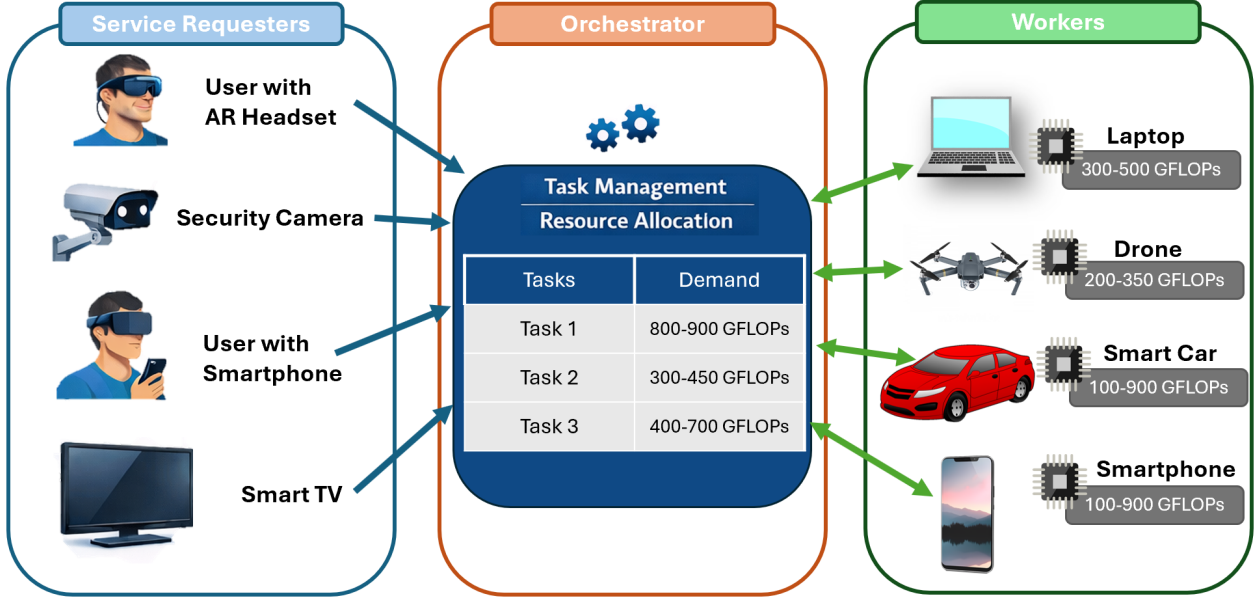 Service Requesters
User with
AR Headset
Security Camera
User with
Smartphone
Smart TV
Orchestrator
Task Management
Resource Allocation
Tasks Demand
Task 1 800-900 GFLOPs
Task 2 300-450 GFLOPs
Task 3 400-700 GFLOPs
Workers
Laptop
300-500 GFLOPs
Drone
200-350 GFLOPs
Smart Car
100-900 GFLOPs
Smartphone
100-900 GFLOPs